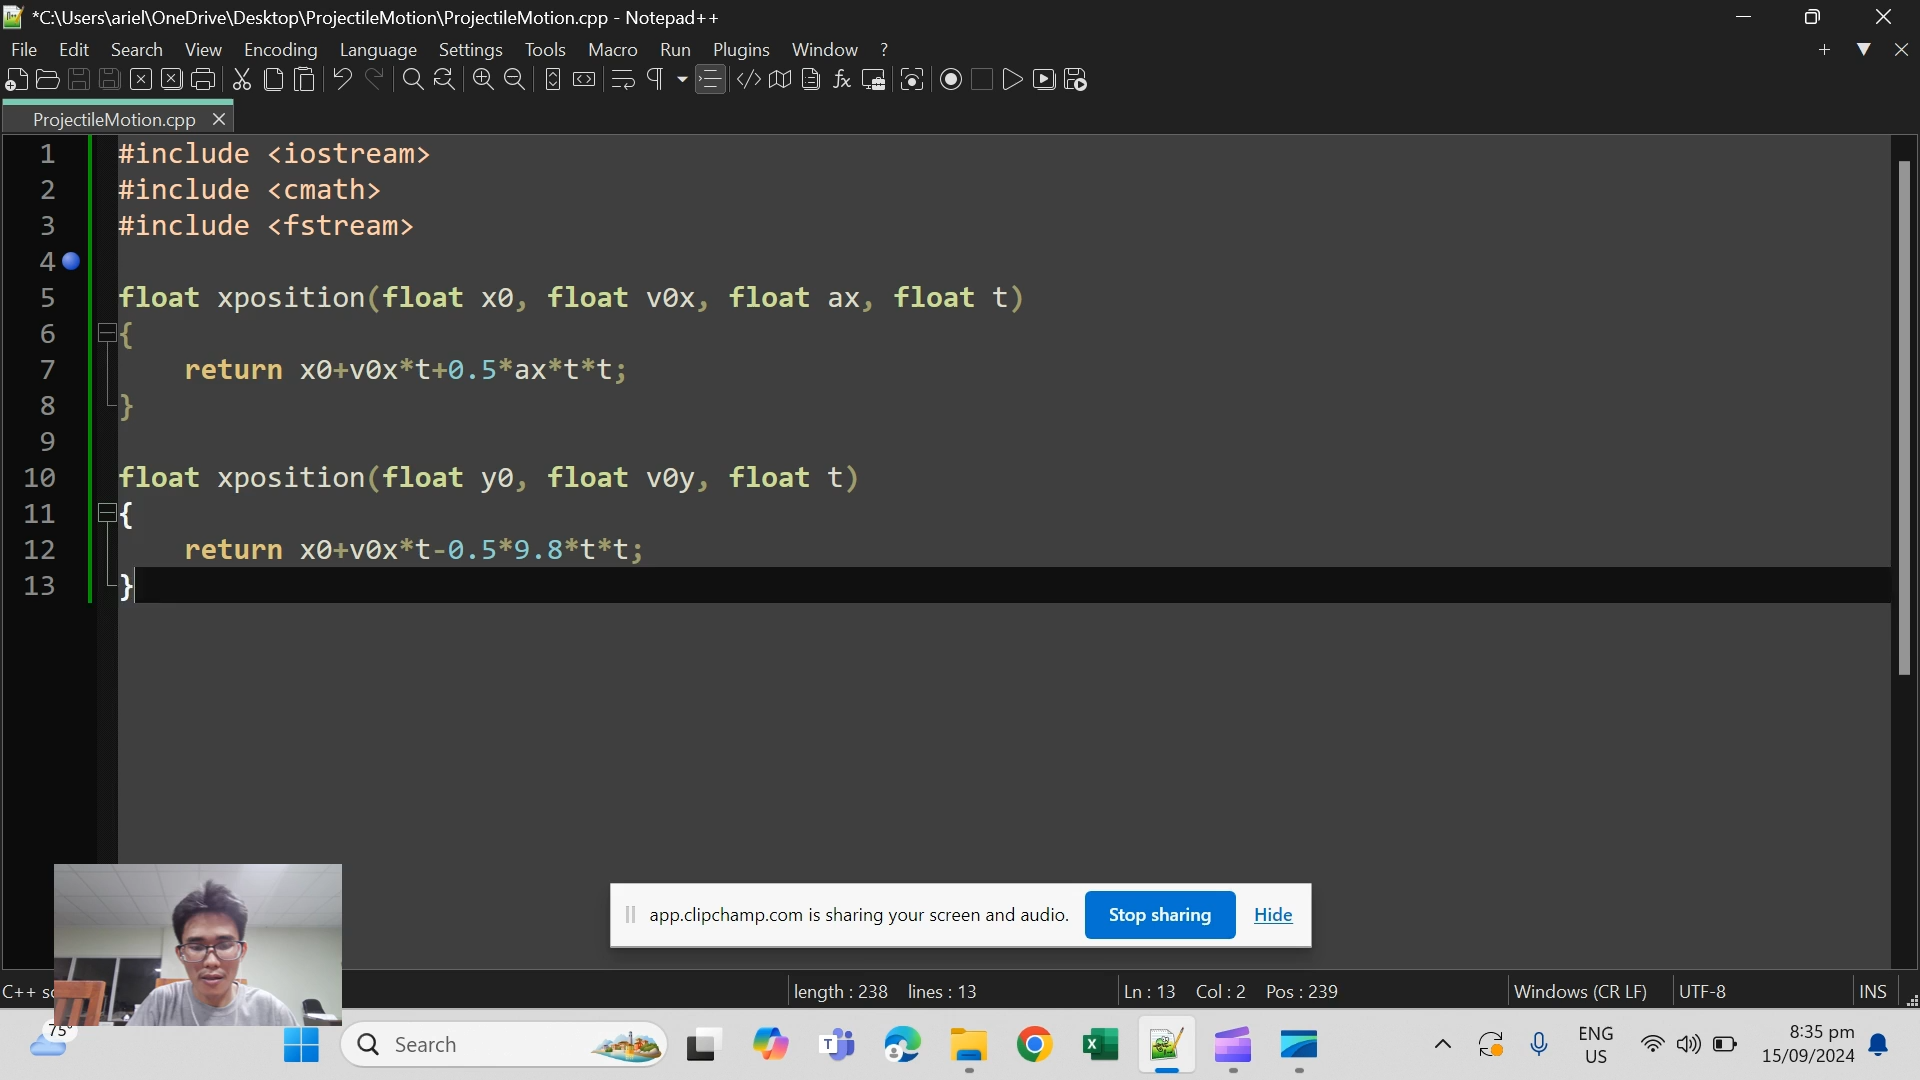 *C:\Users\ariel\OneDrive\Desktop\ProjectileMotion\ProjectileMotion.cpp - Notepad++
File Edit Search View Encoding Language Settings Tools Macro Run Plugins Window ?
ProjectileMotion.cpp
1 #include <iostream>
2 #include <cmath>
3 #include <fstream>
4
5 float xposition(float x0, float v0x, float ax, float t)
6 {
7 return x0+v0x*t+0.5*ax*t*t;
8 }
9
10 float xposition(float y0, float v0y, float t)
11 {
12 return x0+v0x*t-0.5*9.8*t*t;
13 }
app.clipchamp.com is sharing your screen and audio. Stop sharing Hide
C++ length : 238 lines : 13 Ln : 13 Col : 2 Pos : 239 Windows (CR LF) UTF-8 INS
75°
Search
ENG
US
8:35 pm
15/09/2024